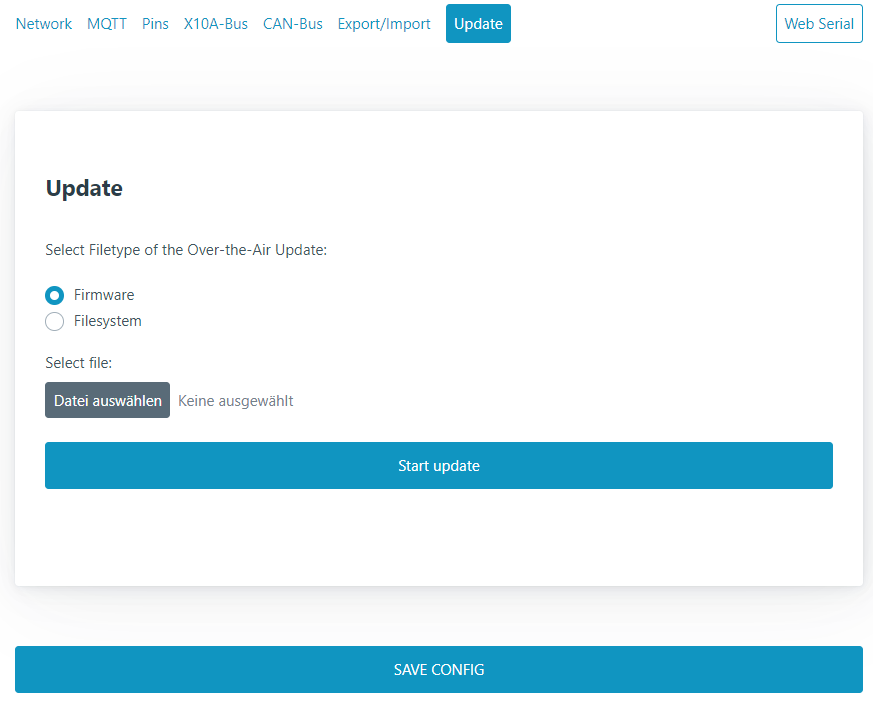 Network MQTT Pins X10A-Bus CAN-Bus Export/Import Update Web Serial
Update
Select Filetype of the Over-the-Air Update:
Firmware
Filesystem
Select file:
Datei auswählen Keine ausgewählt
Start update
SAVE CONFIG